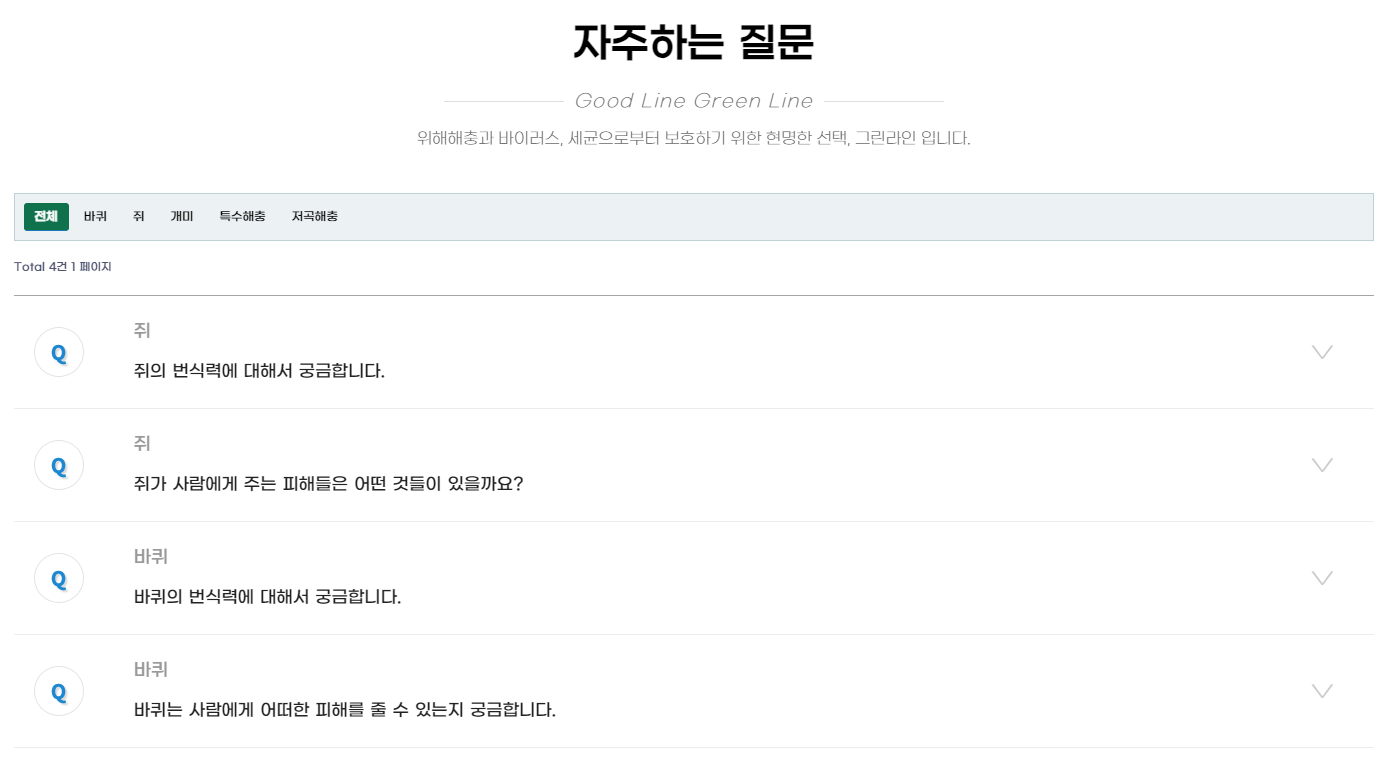 자주하는 질문
Good Line Green Line
위해해충과 바이러스, 세균으로부터 보호하기 위한 현명한 선택, 그린라인 입니다.
전체 바퀴 쥐 개미 특수해충 저곡해충
Total 4건 1 페이지
쥐
Q
쥐의 번식력에 대해서 궁금합니다.
쥐
Q
쥐가 사람에게 주는 피해들은 어떤 것들이 있을까요?
바퀴
Q
바퀴의 번식력에 대해서 궁금합니다.
바퀴
Q
바퀴는 사람에게 어떠한 피해를 줄 수 있는지 궁금합니다.